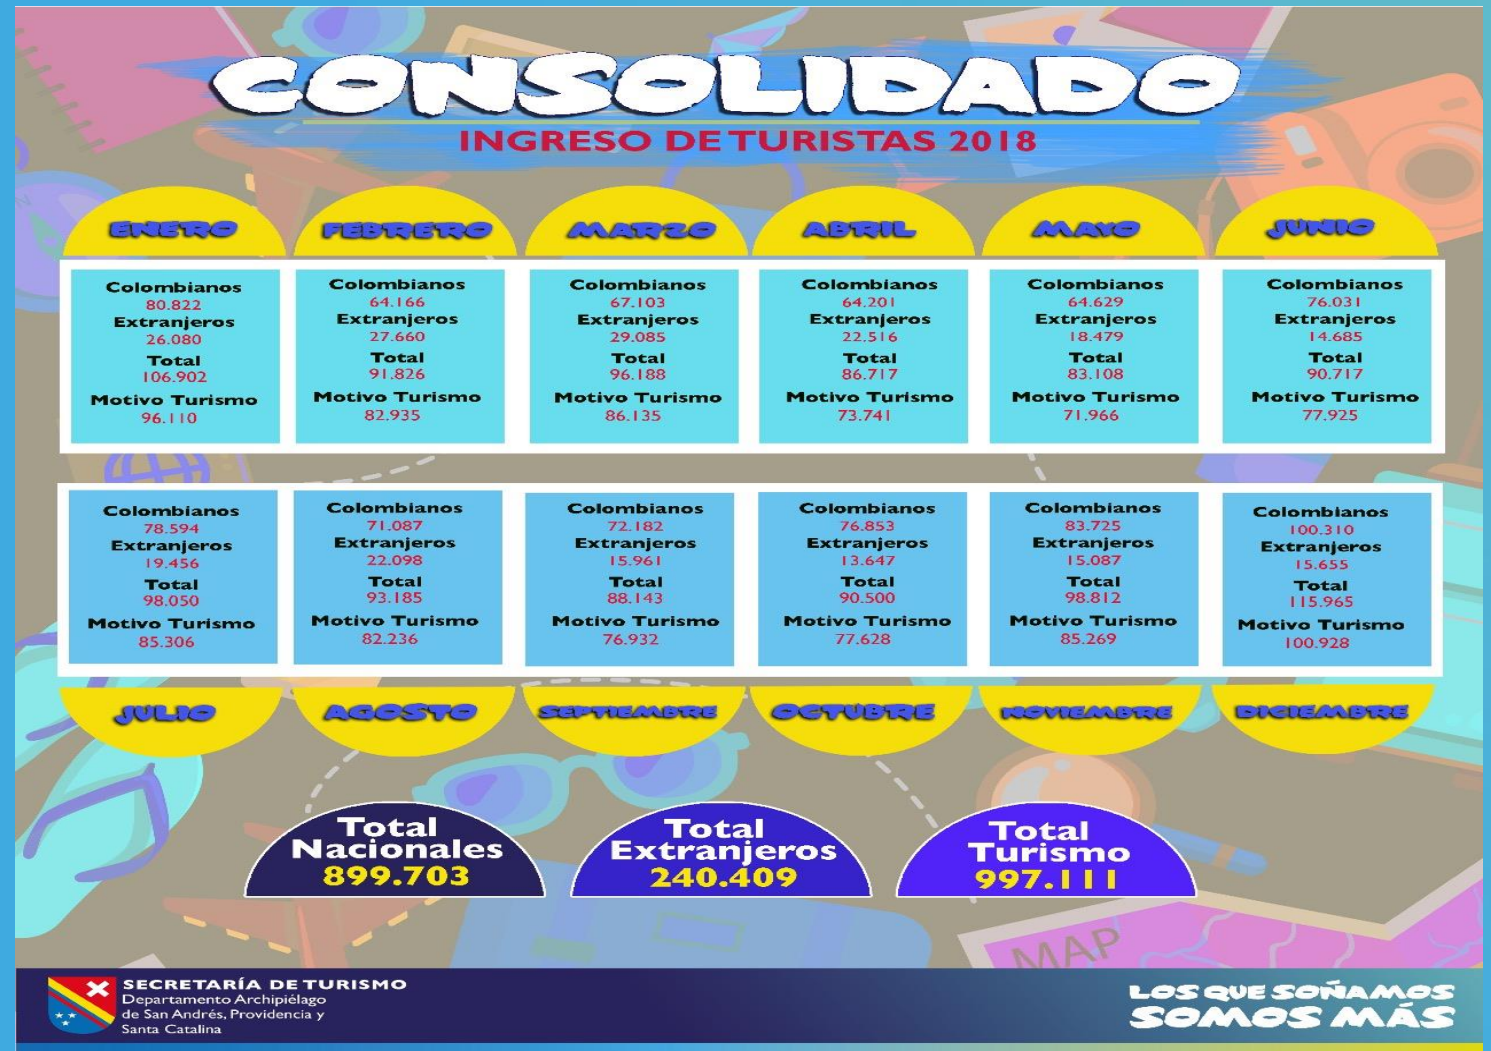 CONSOLIDADO
INGRESO DE TURISTAS 2018
ENERO
Colombianos
80.822
Extranjeros
26.080
Total
106.902
Motivo Turismo
96.110
FEBRERO
Colombianos
64.166
Extranjeros
27.660
Total
91.826
Motivo Turismo
82.935
MARZO
Colombianos
67.103
Extranjeros
29.085
Total
96.188
Motivo Turismo
86.135
ABRIL
Colombianos
64.201
Extranjeros
22.516
Total
86.717
Motivo Turismo
73.741
MAYO
Colombianos
64.629
Extranjeros
18.479
Total
83.108
Motivo Turismo
71.966
JUNIO
Colombianos
76.031
Extranjeros
14.685
Total
90.717
Motivo Turismo
77.925
Colombianos
78.594
Extranjeros
19.456
Total
98.050
Motivo Turismo
85.306
JULIO
Colombianos
71.087
Extranjeros
22.098
Total
93.185
Motivo Turismo
82.236
AGOSTO
Colombianos
72.182
Extranjeros
15.961
Total
88.143
Motivo Turismo
76.932
SEPTIEMBRE
Colombianos
76.853
Extranjeros
13.647
Total
90.500
Motivo Turismo
77.628
OCTUBRE
Colombianos
83.725
Extranjeros
15.087
Total
98.812
Motivo Turismo
85.269
NOVIEMBRE
Colombianos
100.310
Extranjeros
15.655
Total
115.965
Motivo Turismo
100.928
DICIEMBRE
Total
Nacionales
899.703
Total
Extranjeros
240.409
Total
Turismo
997.111
MAP
SECRETARÍA DE TURISMO
Departamento Archipiélago
de San Andrés, Providencia y
Santa Catalina
LOS QUE SOÑAMOS
SOMOS MÁS